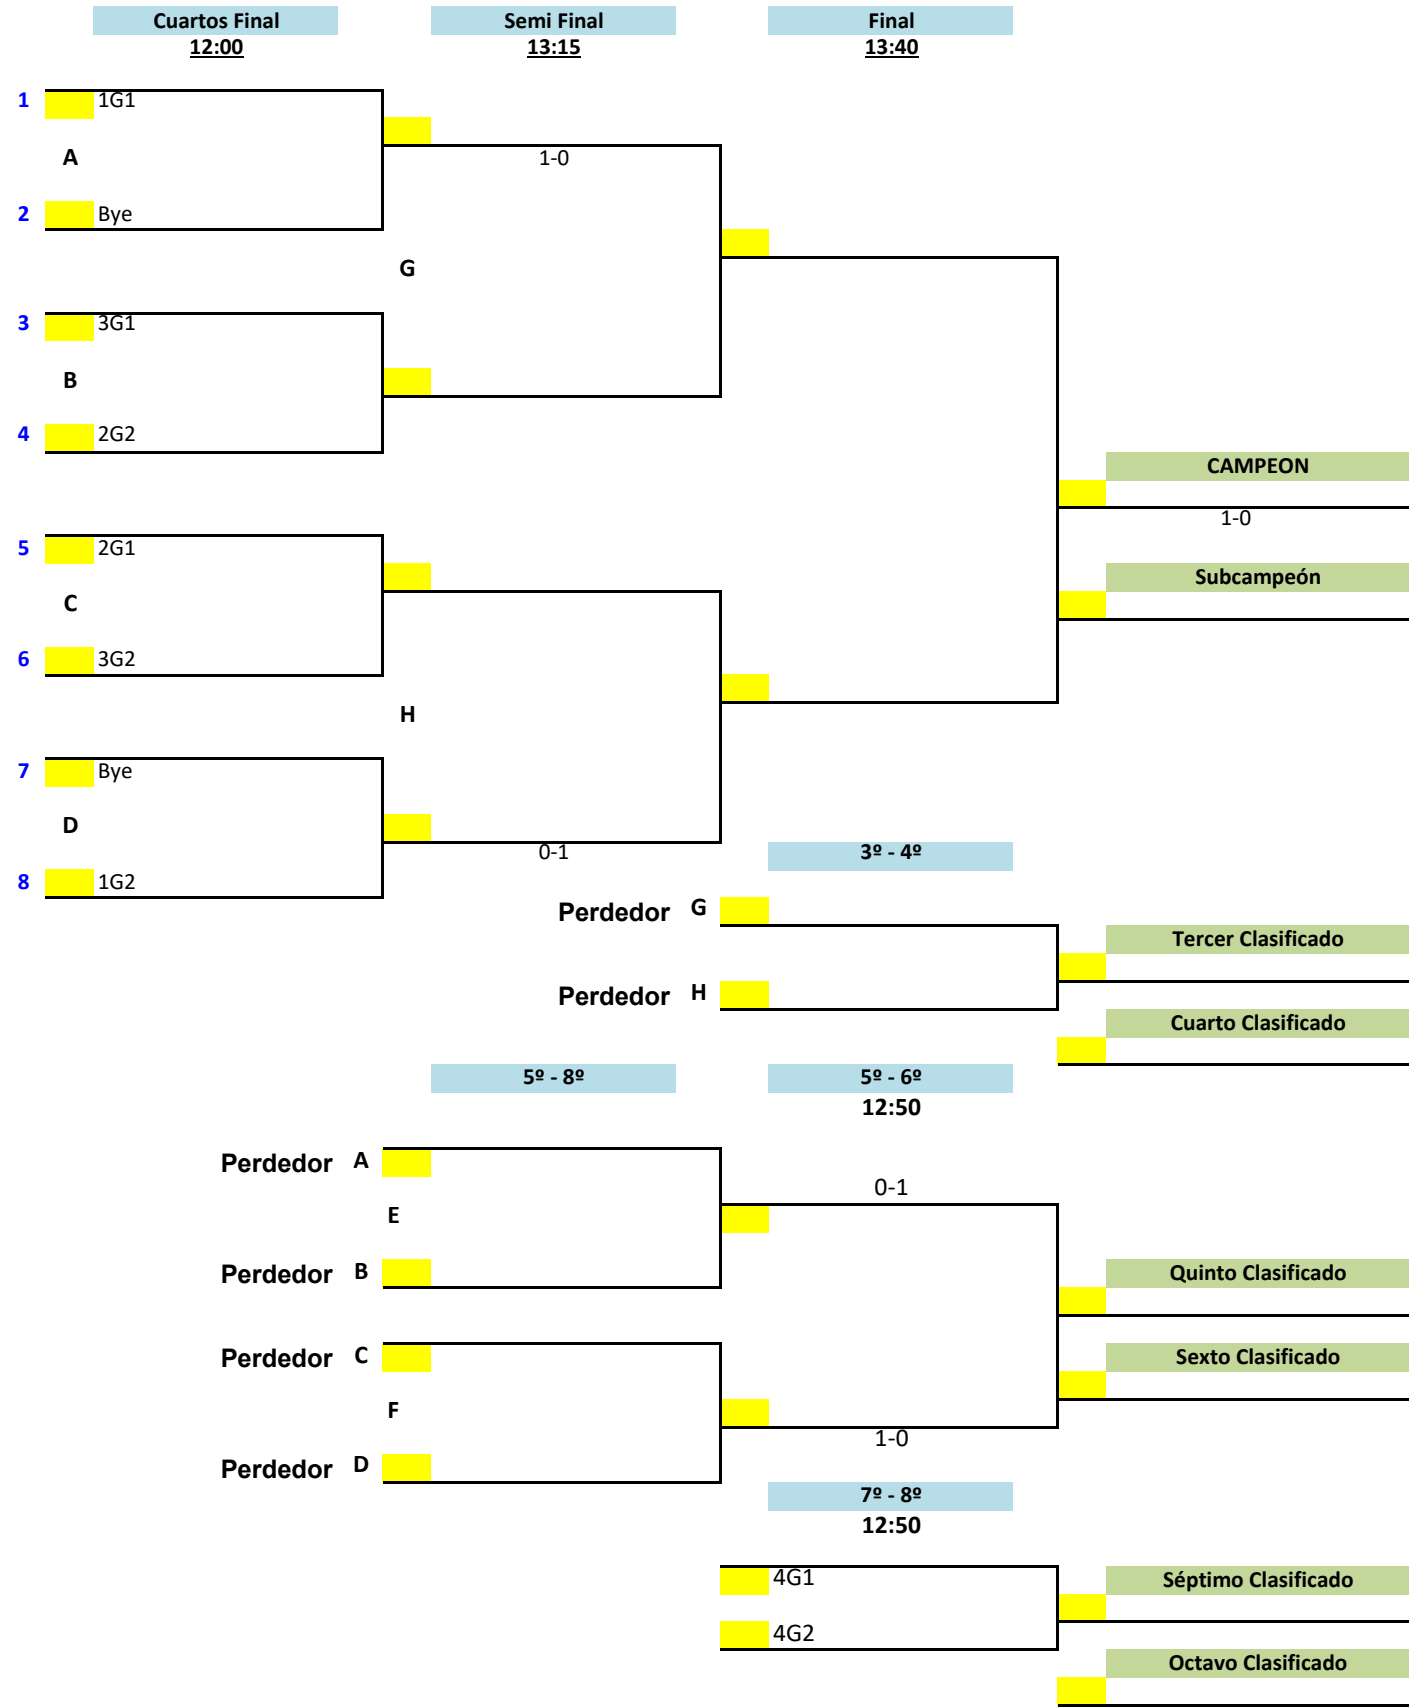 Cuartos Final Semi Final Final
12:00 13:15 13:40
1 1G1
A 1-0
2 Bye
G
3 3G1
B
4 2G2
CAMPEON
1-0
5 2G1
Subcampeón
C
6 3G2
H
7 Bye
D
0-1 3º - 4º
8 1G2
Perdedor G
Tercer Clasificado
Perdedor H
Cuarto Clasificado
5º - 8º 5º - 6º
12:50
Perdedor A
0-1
E
Perdedor B Quinto Clasificado
Perdedor C Sexto Clasificado
F
1-0
Perdedor D
7º - 8º
12:50
4G1 Séptimo Clasificado
4G2
Octavo Clasificado